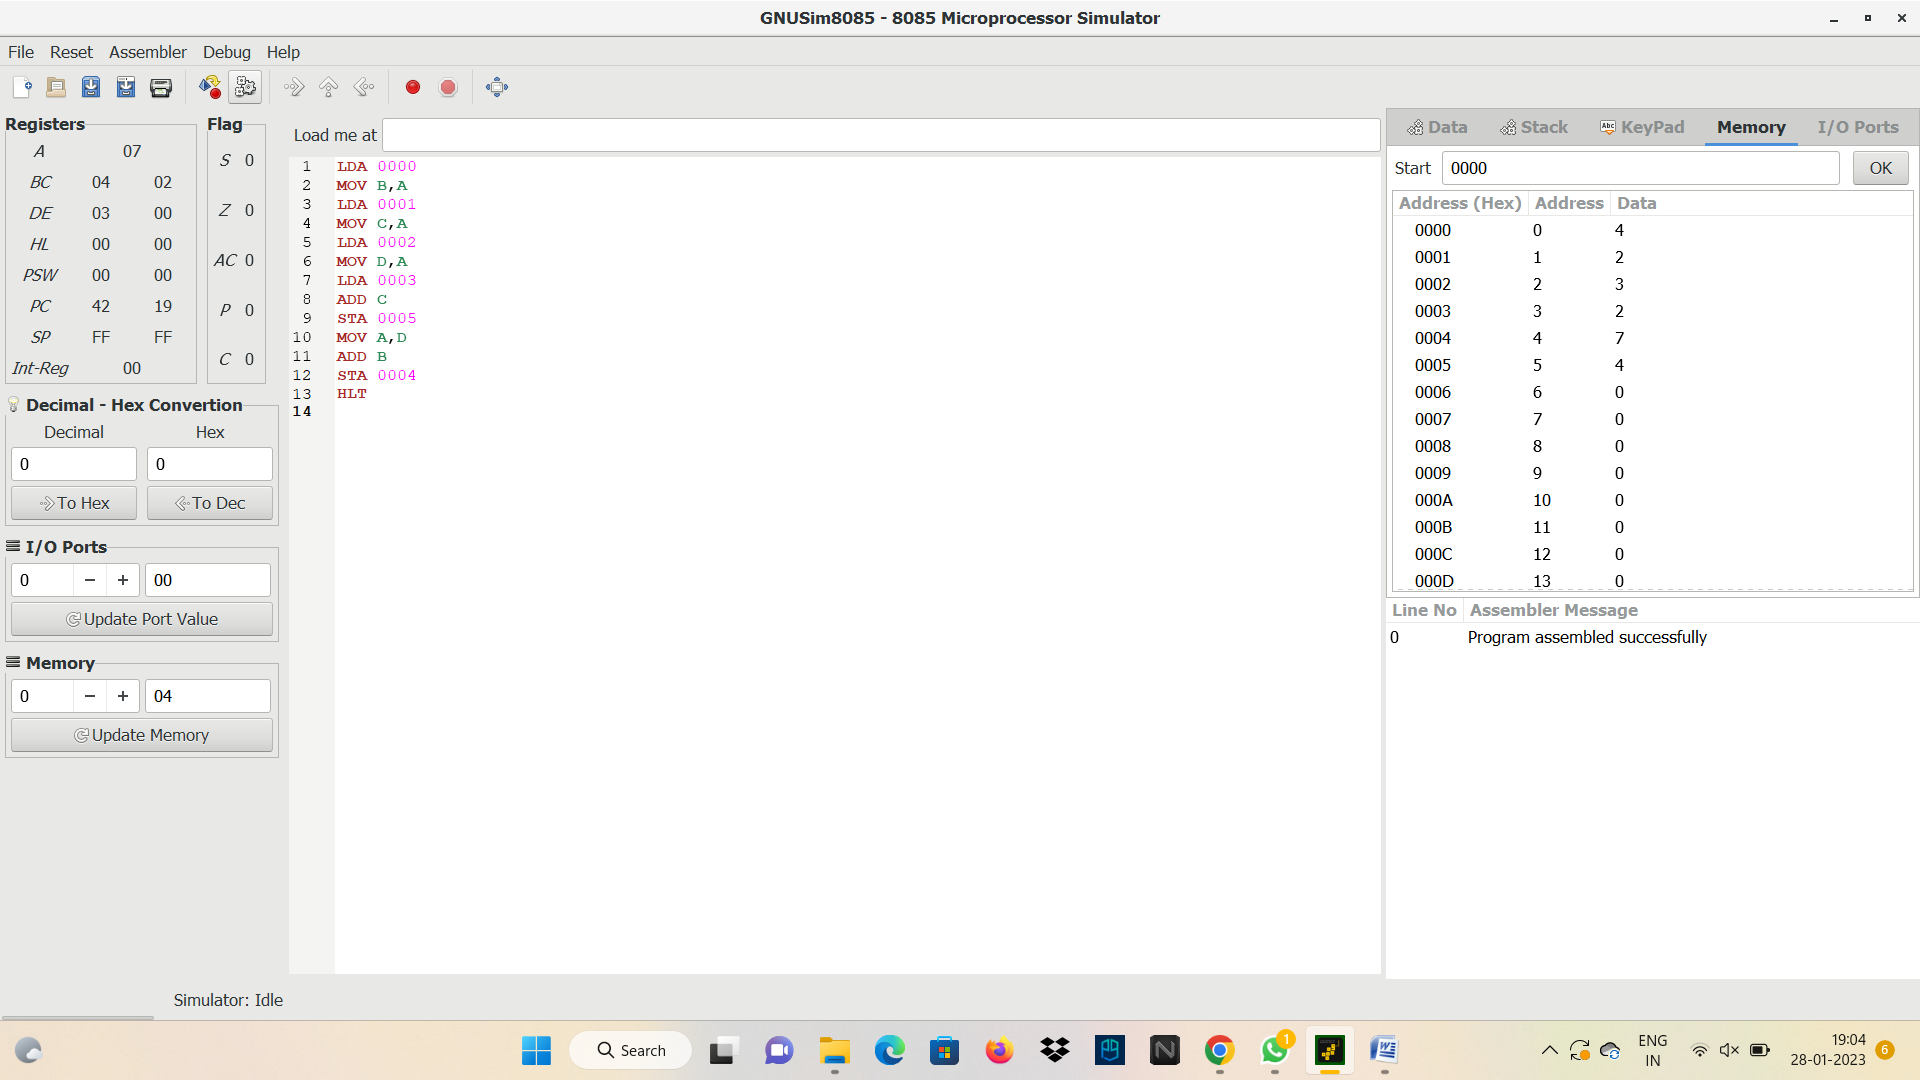 GNUSim8085 - 8085 Microprocessor Simulator
File Reset Assembler Debug Help
Registers
A 07
BC 04 02
DE 03 00
HL 00 00
PSW 00 00
PC 42 19
SP FF FF
Int-Reg 00
Flag
S 0
Z 0
AC 0
P 0
C 0
Decimal - Hex Convertion
Decimal Hex
0 0
To Hex To Dec
I/O Ports
0 − + 00
Update Port Value
Memory
0 − + 04
Update Memory
Load me at
1 LDA 0000
2 MOV B,A
3 LDA 0001
4 MOV C,A
5 LDA 0002
6 MOV D,A
7 LDA 0003
8 ADD C
9 STA 0005
10 MOV A,D
11 ADD B
12 STA 0004
13 HLT
14
Data Stack Abc KeyPad Memory I/O Ports
Start 0000 OK
Address (Hex) Address Data
0000 0 4
0001 1 2
0002 2 3
0003 3 2
0004 4 7
0005 5 4
0006 6 0
0007 7 0
0008 8 0
0009 9 0
000A 10 0
000B 11 0
000C 12 0
000D 13 0
Line No Assembler Message
0 Program assembled successfully
Simulator: Idle
Search
1
ENG
IN
19:04
28-01-2023
6